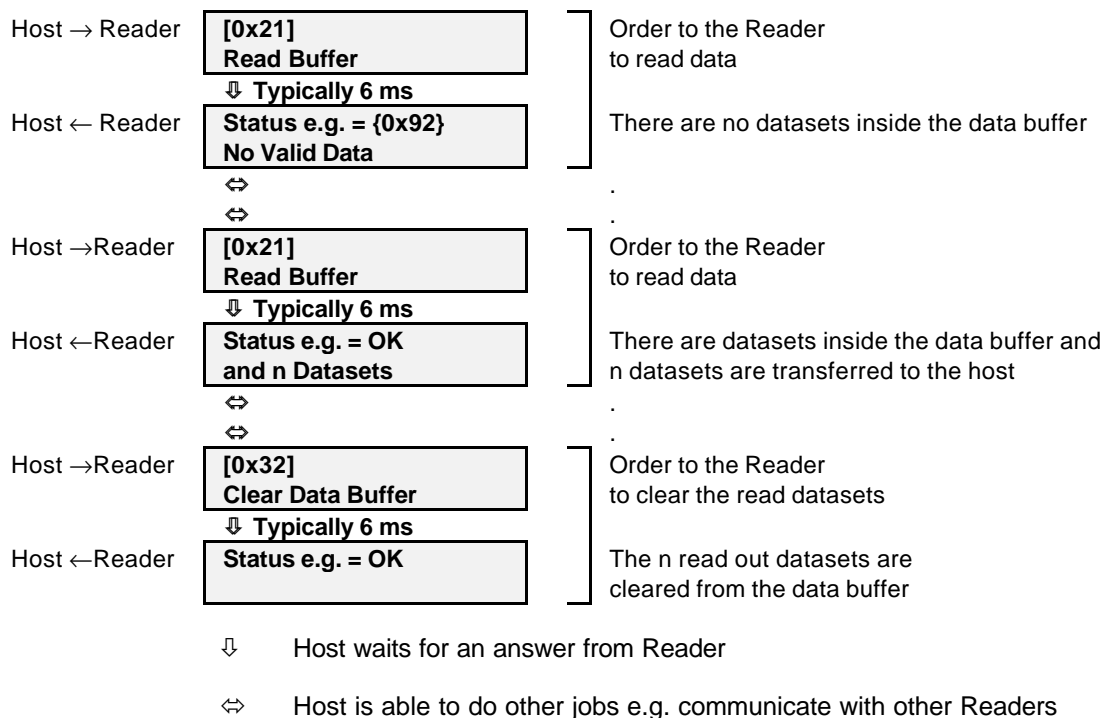 Host → Reader [0x21] Order to the Reader
Read Buffer to read data
⇩ Typically 6 ms
Host ← Reader Status e.g. = {0x92} There are no datasets inside the data buffer
No Valid Data
⬄ .
⬄ .
Host →Reader [0x21] Order to the Reader
Read Buffer to read data
⇩ Typically 6 ms
Host ←Reader Status e.g. = OK There are datasets inside the data buffer and
and n Datasets n datasets are transferred to the host
⬄ .
⬄ .
Host →Reader [0x32] Order to the Reader
Clear Data Buffer to clear the read datasets
⇩ Typically 6 ms
Host ←Reader Status e.g. = OK The n read out datasets are
cleared from the data buffer
⇩ Host waits for an answer from Reader
⬄ Host is able to do other jobs e.g. communicate with other Readers